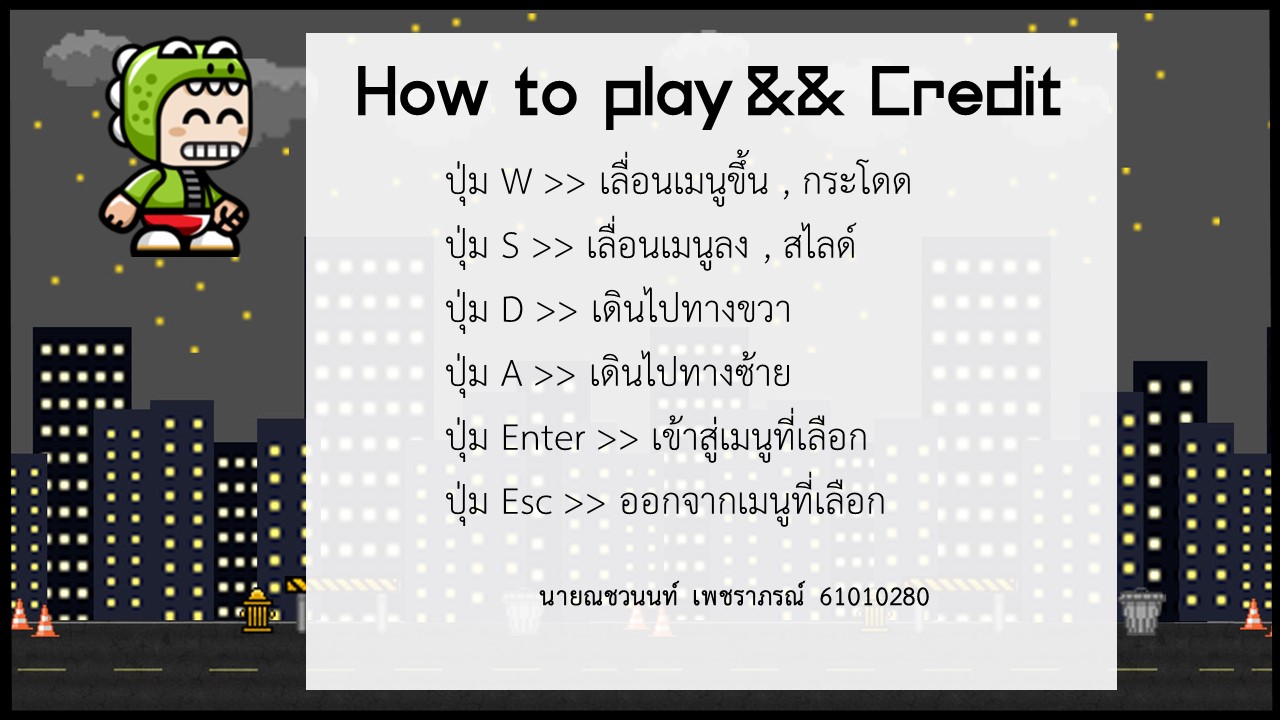 How to play && Credit
ปุ่ม W >> เลื่อนเมนูขึ้น , กระโดด
ปุ่ม S >> เลื่อนเมนูลง , สไลด์
ปุ่ม D >> เดินไปทางขวา
ปุ่ม A >> เดินไปทางซ้าย
ปุ่ม Enter >> เข้าสู่เมนูที่เลือก
ปุ่ม Esc >> ออกจากเมนูที่เลือก
นายณชวนนท์ เพชราภรณ์ 61010280